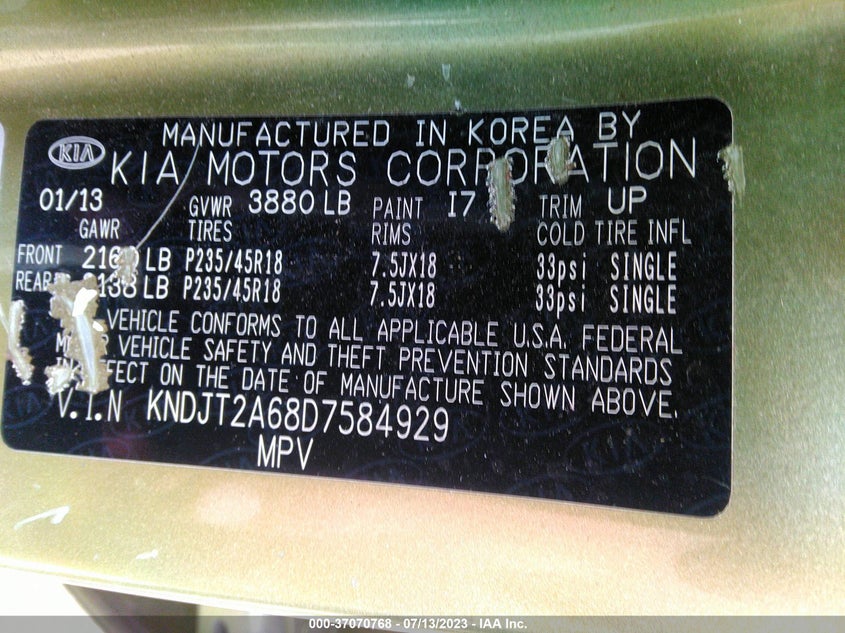 KIA
MANUFACTURED IN KOREA BY
KIA MOTORS CORPORATION
01/13 GVWR 3880 LB PAINT I7 TRIM UP
GAWR TIRES RIMS COLD TIRE INFL
FRONT LB P235/45R18 7.5JX18 33psi SINGLE
REAR LB P235/45R18 7.5JX18 33psi SINGLE
VEHICLE CONFORMS TO ALL APPLICABLE U.S.A. FEDERAL
VEHICLE SAFETY AND THEFT PREVENTION STANDARDS
ON THE DATE OF MANUFACTURE SHOWN ABOVE.
V.I.N KNDJT2A68D7584929
MPV
000-37070768 - 07/13/2023 - IAA Inc.